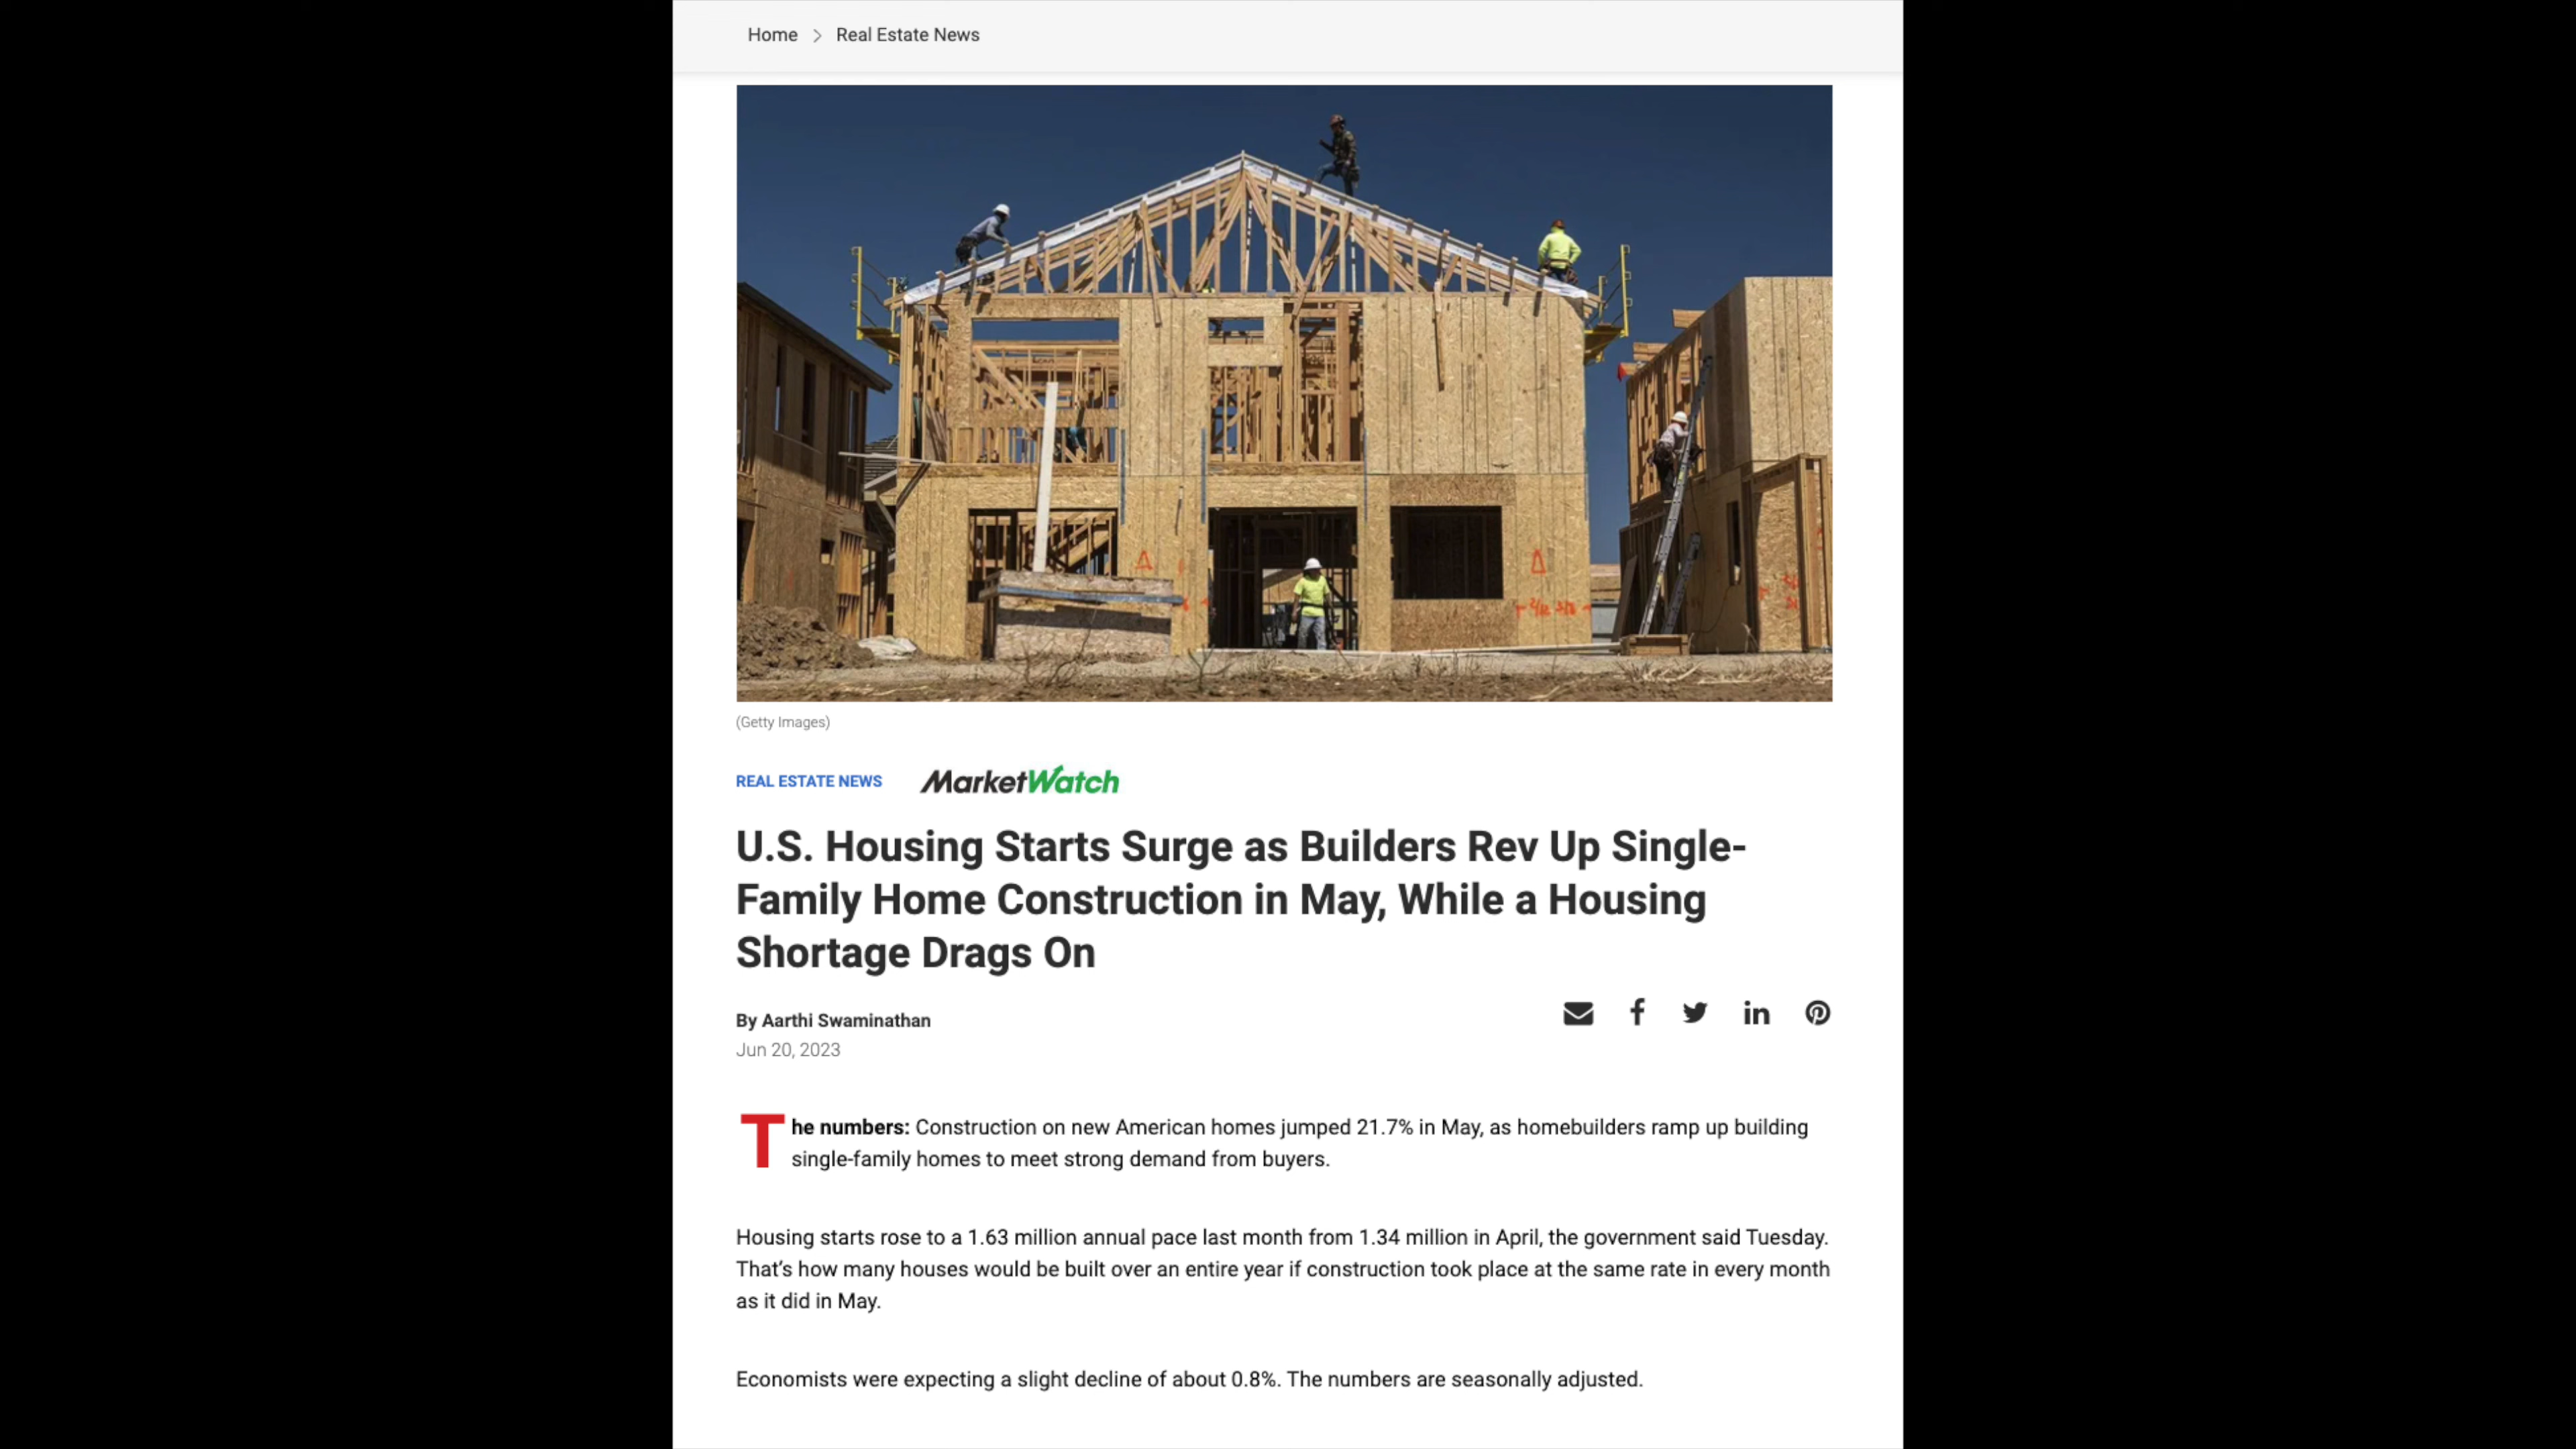 Home > Real Estate News
(Getty Images)
REAL ESTATE NEWS MarketWatch
U.S. Housing Starts Surge as Builders Rev Up Single-
Family Home Construction in May, While a Housing
Shortage Drags On
By Aarthi Swaminathan
Jun 20, 2023
The numbers: Construction on new American homes jumped 21.7% in May, as homebuilders ramp up building
single-family homes to meet strong demand from buyers.
Housing starts rose to a 1.63 million annual pace last month from 1.34 million in April, the government said Tuesday.
That’s how many houses would be built over an entire year if construction took place at the same rate in every month
as it did in May.
Economists were expecting a slight decline of about 0.8%. The numbers are seasonally adjusted.